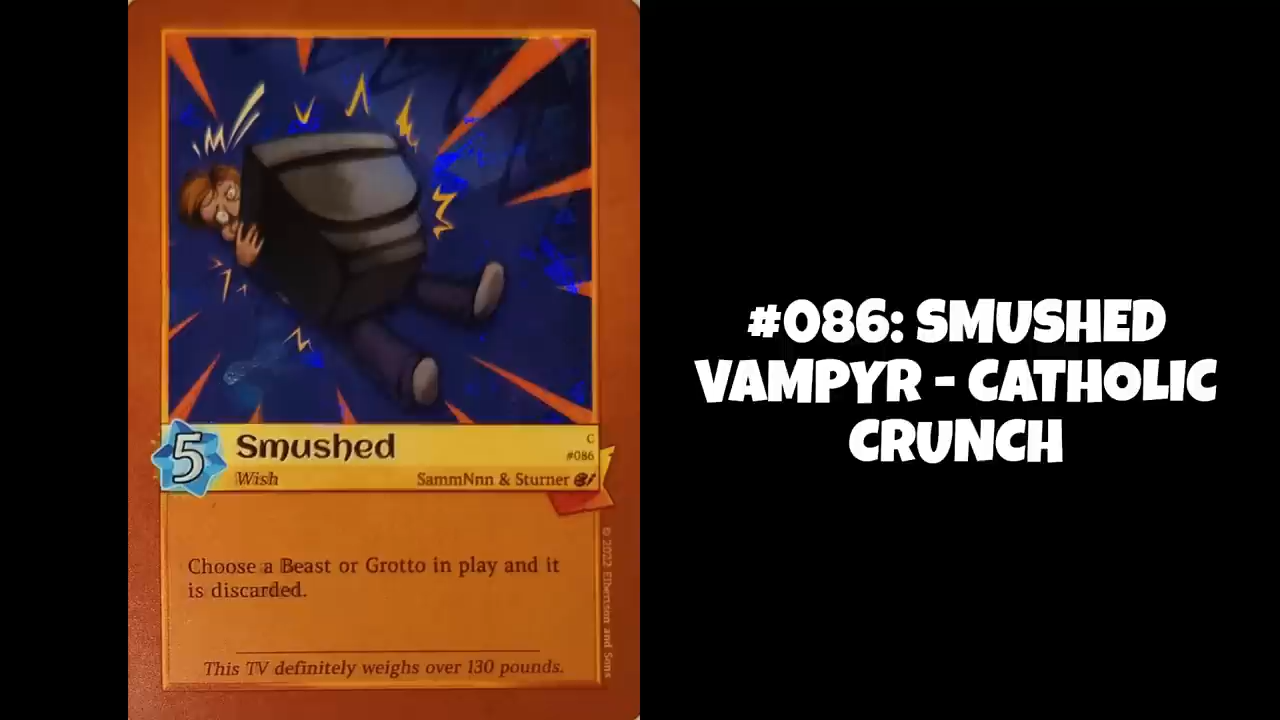 5
Smushed
C
#086
Wish
SammNnn & Sturner
Choose a Beast or Grotto in play and it
is discarded.
This TV definitely weighs over 130 pounds.
© 2022 Elbertson and Sons
#086: SMUSHED
VAMPYR - CATHOLIC
CRUNCH